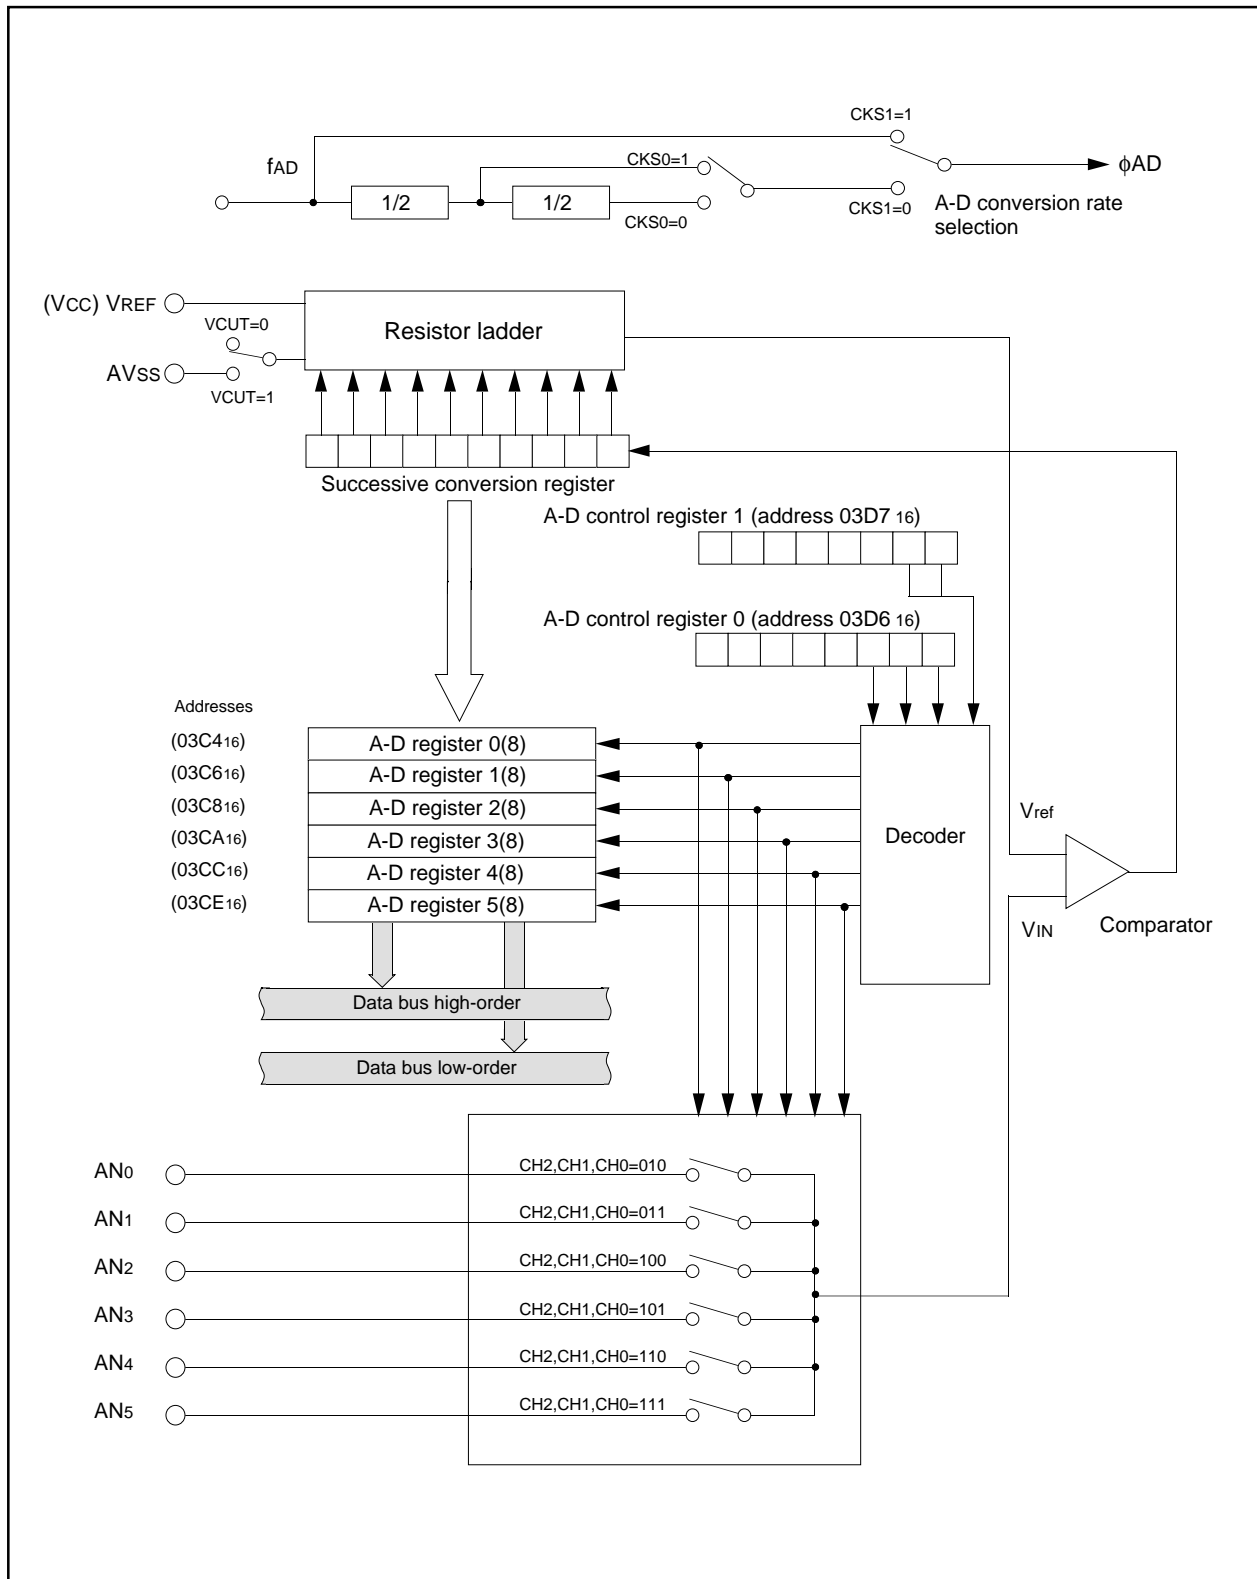 CKS1=1
fAD
CKS0=1
ϕAD
1/2
1/2
CKS0=0
CKS1=0
A-D conversion rate
selection
(VCC) VREF
VCUT=0
Resistor ladder
AVSS
VCUT=1
Successive conversion register
A-D control register 1 (address 03D7 16)
A-D control register 0 (address 03D6 16)
Addresses
(03C416)
A-D register 0(8)
(03C616)
A-D register 1(8)
(03C816)
A-D register 2(8)
(03CA16)
A-D register 3(8)
(03CC16)
A-D register 4(8)
(03CE16)
A-D register 5(8)
Decoder
Vref
VIN
Comparator
Data bus high-order
Data bus low-order
AN0
CH2,CH1,CH0=010
AN1
CH2,CH1,CH0=011
AN2
CH2,CH1,CH0=100
AN3
CH2,CH1,CH0=101
AN4
CH2,CH1,CH0=110
AN5
CH2,CH1,CH0=111